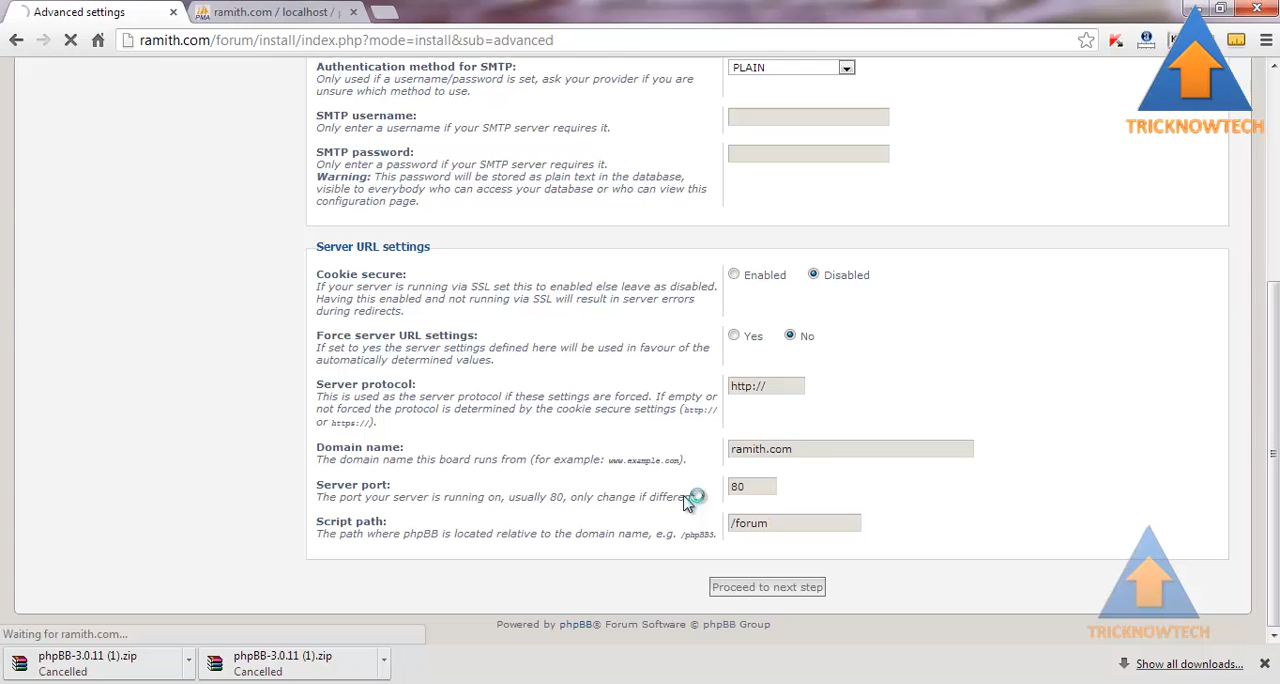 Advanced settings
ramith.com / localhost / p
ramith.com/forum/install/index.php?mode=install&sub=advanced
TRICKNOWTECH
Authentication method for SMTP:
Only used if a username/password is set, ask your provider if you are
unsure which method to use.
PLAIN
SMTP username:
Only enter a username if your SMTP server requires it.
SMTP password:
Only enter a password if your SMTP server requires it.
Warning: This password will be stored as plain text in the database,
visible to everybody who can access your database or who can view this
configuration page.
Server URL settings
Cookie secure:
If your server is running via SSL set this to enabled else leave as disabled.
Having this enabled and not running via SSL will result in server errors
during redirects.
Enabled Disabled
Force server URL settings:
If set to yes the server settings defined here will be used in favour of the
automatically determined values.
Yes No
Server protocol:
This is used as the server protocol if these settings are forced. If empty or
not forced the protocol is determined by the cookie secure settings (http://
or https://).
http://
Domain name:
The domain name this board runs from (for example: www.example.com).
ramith.com
Server port:
The port your server is running on, usually 80, only change if differe
80
Script path:
The path where phpBB is located relative to the domain name, e.g. /phpBB3.
/forum
Proceed to next step
Powered by phpBB® Forum Software © phpBB Group
TRICKNOWTECH
Waiting for ramith.com...
phpBB-3.0.11 (1).zip
Cancelled
phpBB-3.0.11 (1).zip
Cancelled
Show all downloads...